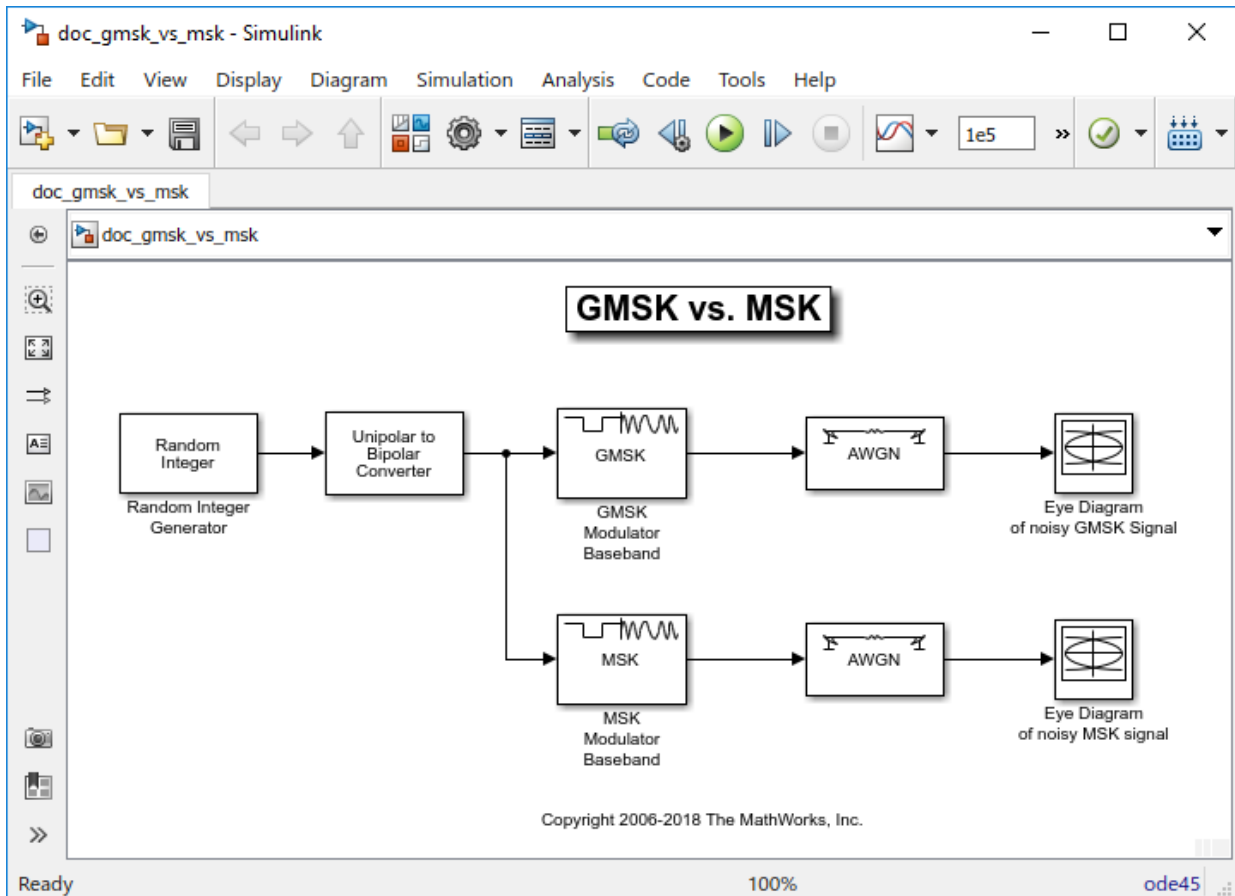 doc_gmsk_vs_msk - Simulink
File Edit View Display Diagram Simulation Analysis Code Tools Help
1e5
doc_gmsk_vs_msk
doc_gmsk_vs_msk
GMSK vs. MSK
Random
Integer
Random Integer
Generator
Unipolar to
Bipolar
Converter
GMSK
GMSK
Modulator
Baseband
AWGN
Eye Diagram
of noisy GMSK Signal
MSK
MSK
Modulator
Baseband
AWGN
Eye Diagram
of noisy MSK signal
Copyright 2006-2018 The MathWorks, Inc.
Ready 100% ode45